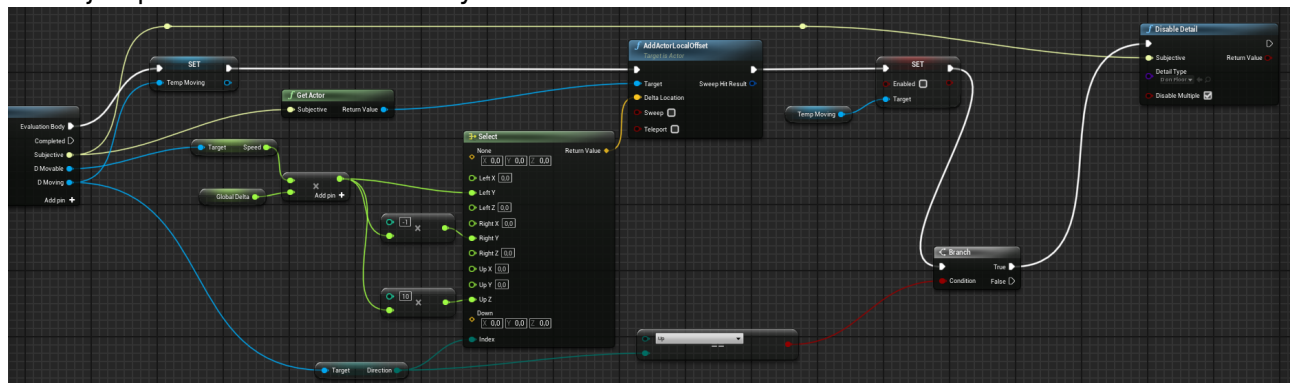 Evaluation Body
Completed
Subjective
D Movable
D Moving
Add pin +
SET
Temp Moving
f GetActor
Subjective Return Value
Target Speed
Global Delta
x
Add pin +
-1 x
10 x
Select
None Return Value
X 0,0 Y 0,0 Z 0,0
Left X 0,0
Left Y
Left Z 0,0
Right X 0,0
Right Y
Right Z 0,0
Up X 0,0
Up Y 0,0
Up Z
Down
X 0,0 Y 0,0 Z 0,0
Index
Target Direction
f AddActorLocalOffset
Target is Actor
Target Sweep Hit Result
Delta Location
Sweep
Teleport
Up
==
Temp Moving
SET
Enabled
Target
Branch
True
Condition False
f Disable Detail
Subjective Return Value
Detail Type
D on Floor
Disable Multiple